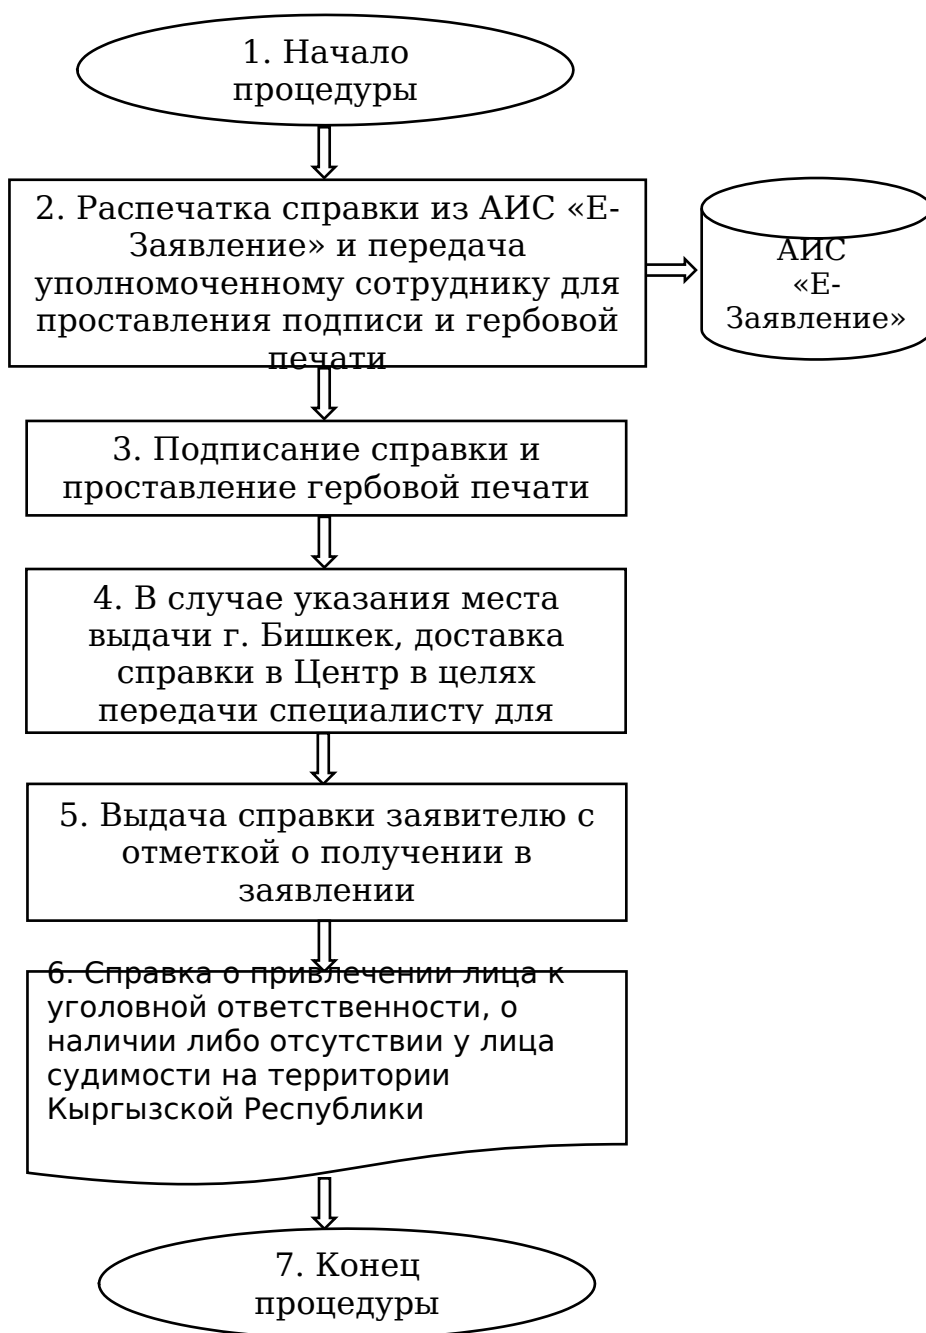 1. Начало
процедуры
2. Распечатка справки из АИС «Е-
Заявление» и передача
уполномоченному сотруднику для
проставления подписи и гербовой
печати
АИС
«Е-
Заявление»
3. Подписание справки и
проставление гербовой печати
4. В случае указания места
выдачи г. Бишкек, доставка
справки в Центр в целях
передачи специалисту для
5. Выдача справки заявителю с
отметкой о получении в
заявлении
6. Справка о привлечении лица к
уголовной ответственности, о
наличии либо отсутствии у лица
судимости на территории
Кыргызской Республики
7. Конец
процедуры